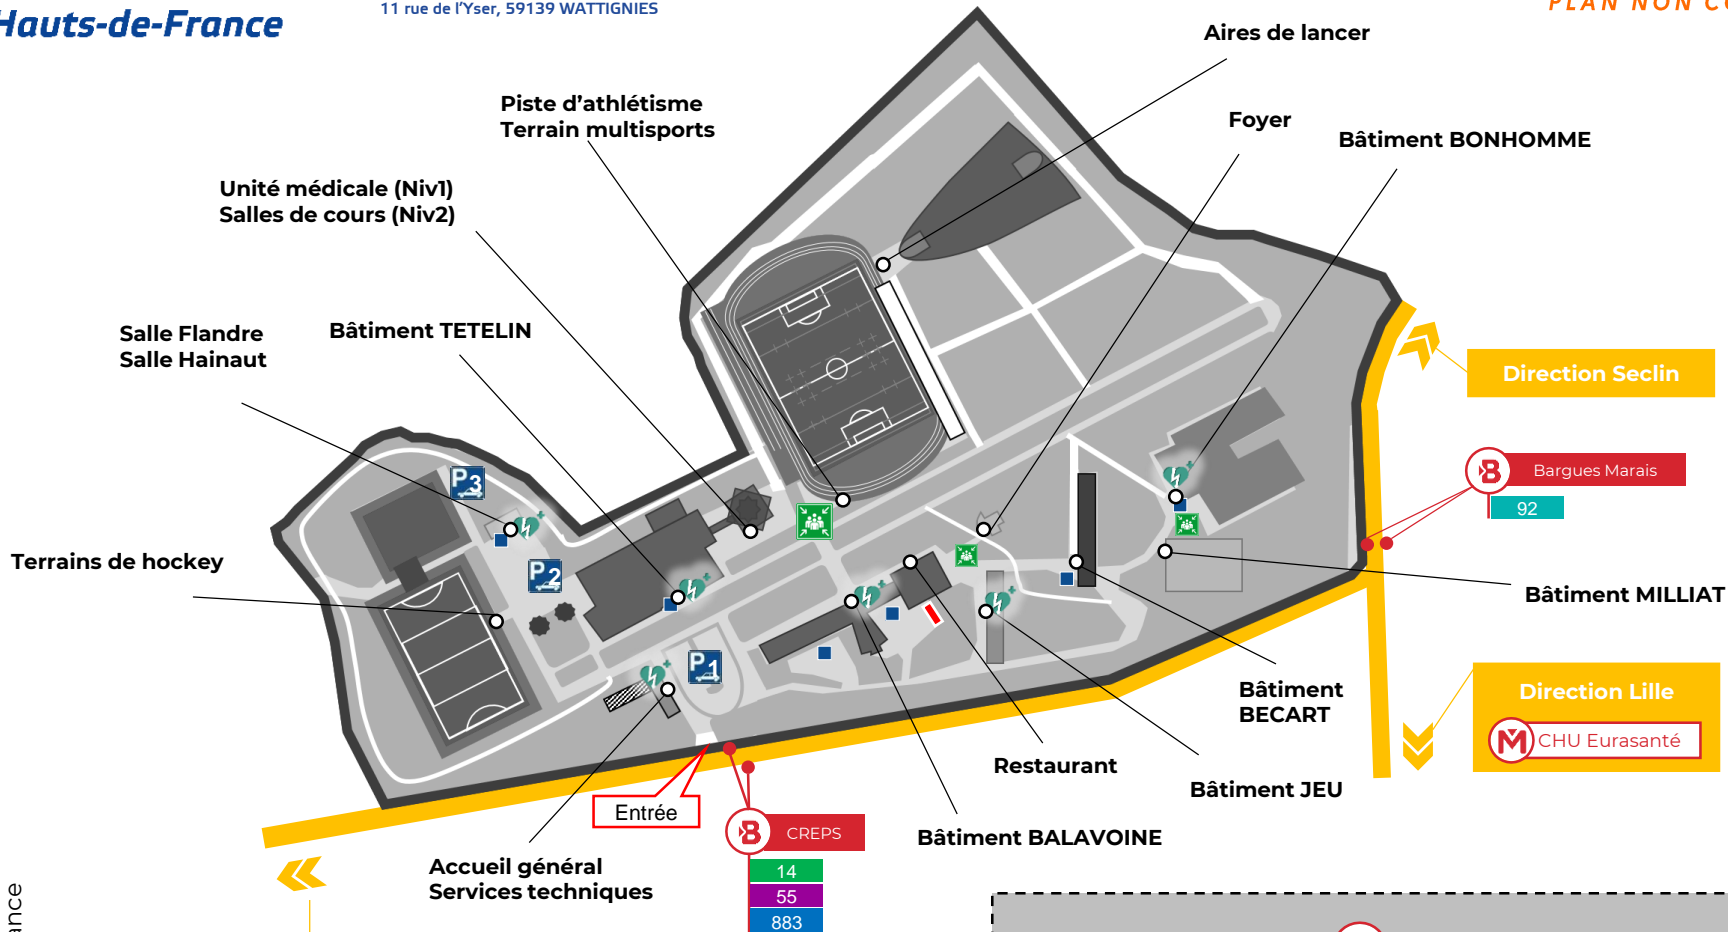 Hauts-de-France
11 rue de l'Yser, 59139 WATTIGNIES
PLAN NON
Aires de lancer
Piste d'athlétisme
Terrain multisports
Foyer
Bâtiment BONHOMME
Unité médicale (Niv1)
Salles de cours (Niv2)
Salle Flandre
Salle Hainaut
Bâtiment TETELIN
Direction Seclin
P3
B
Bargues Marais
92
Terrains de hockey
P2
Bâtiment MILLIAT
P1
Bâtiment
BECART
Direction Lille
M
CHU Eurasanté
Restaurant
Bâtiment JEU
Entrée
B
CREPS
Bâtiment BALAVOINE
Accueil général
Services techniques
14
55
883
ance